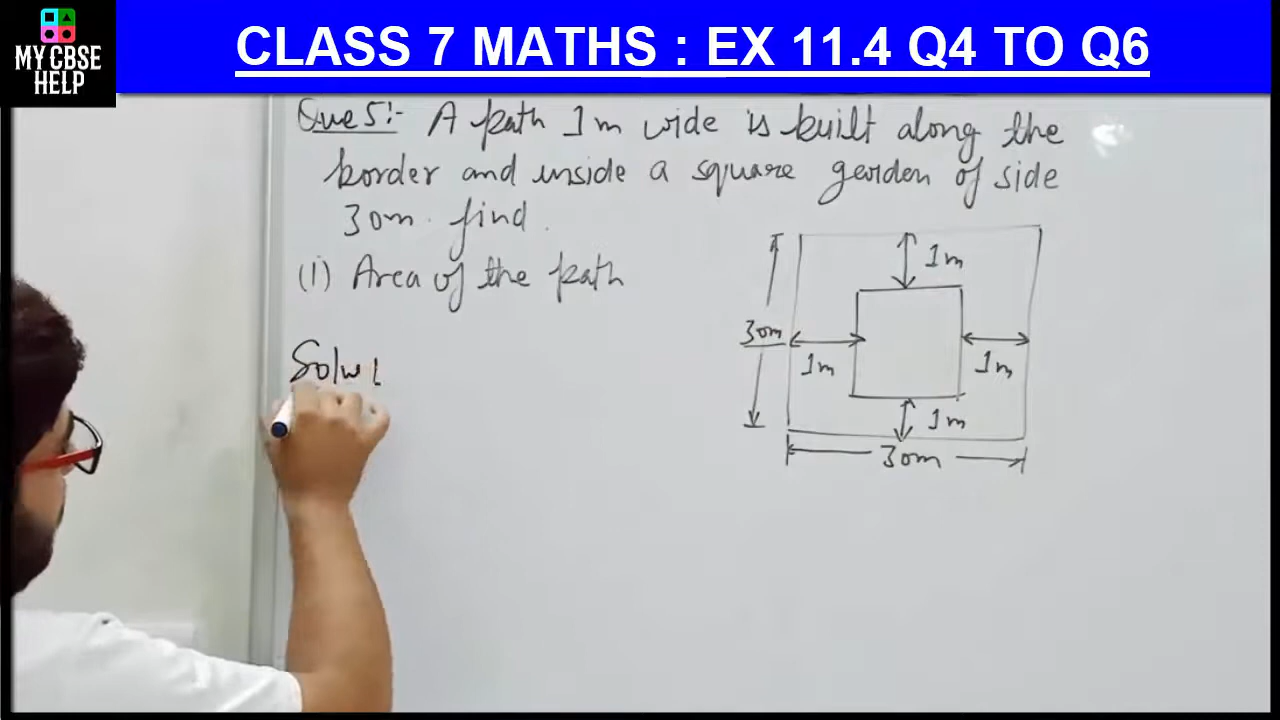 MY CBSE
HELP
CLASS 7 MATHS : EX 11.4 Q4 TO Q6
Que 5:- A path 1m wide is built along the
border and inside a square garden of side
30m. find.
(i) Area of the path
1m
30m
1m
1m
1m
30m